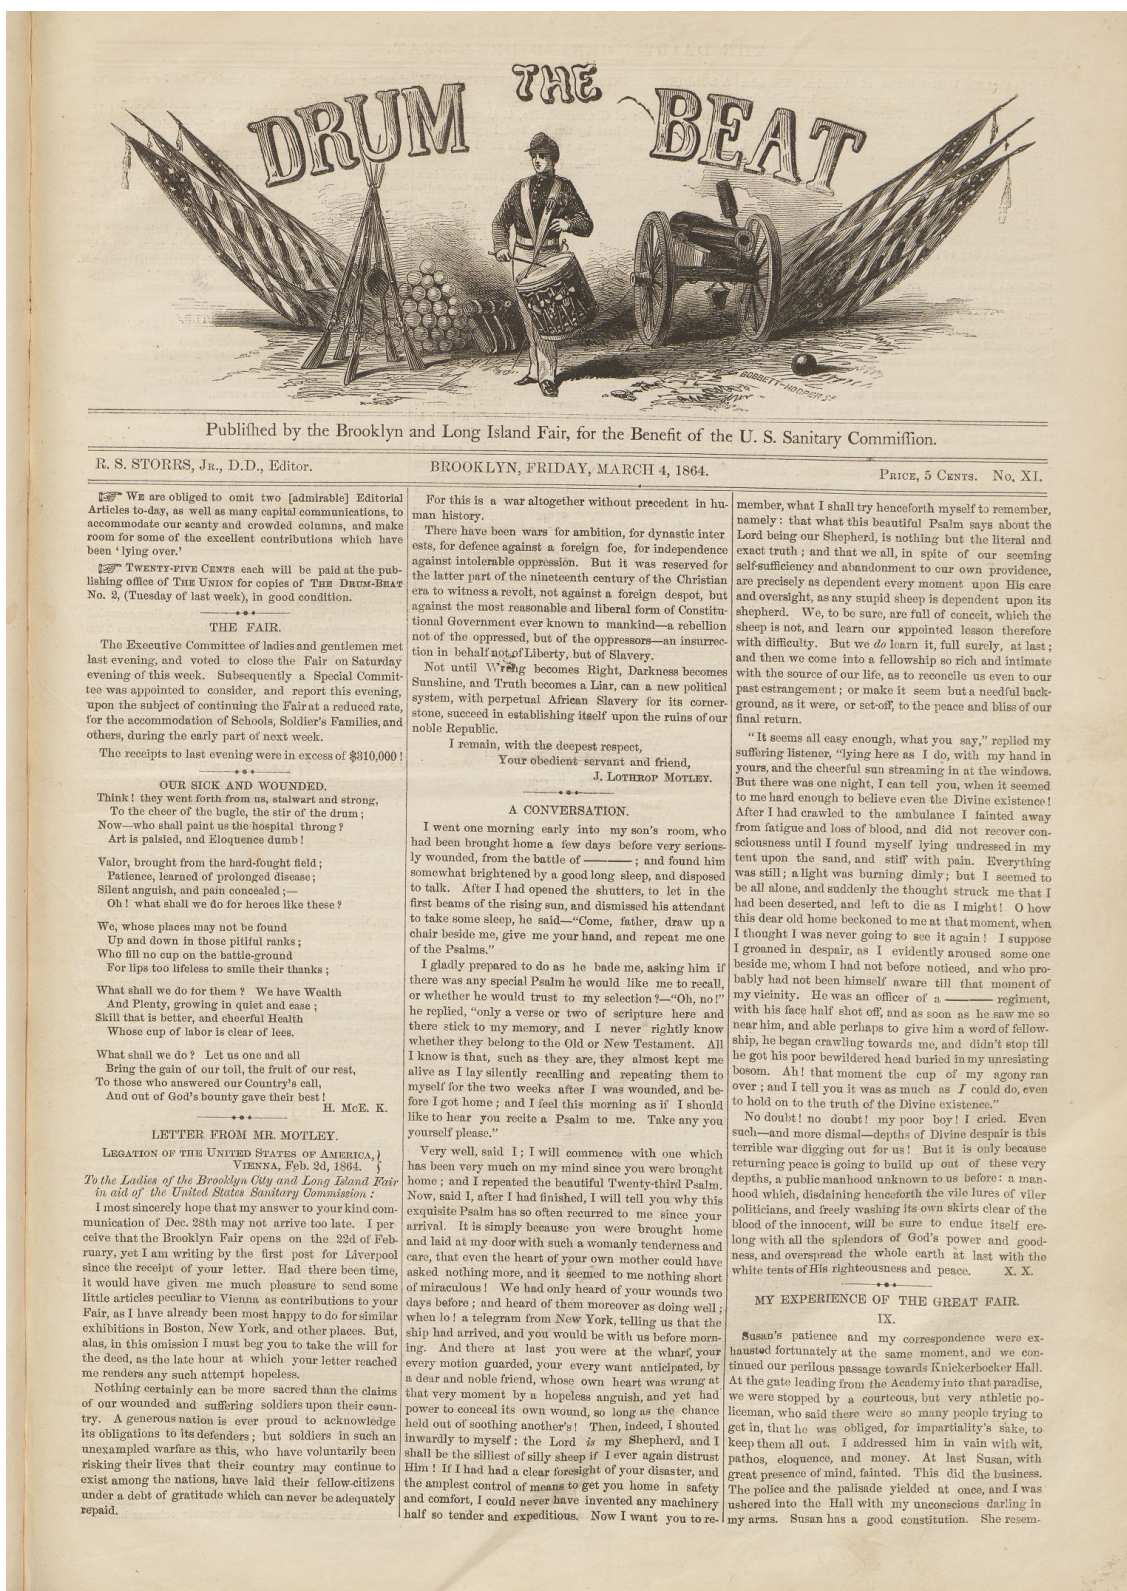 THE
DRUM BEAT
BOBBETT-HOOPER SC
Publiſhed by the Brooklyn and Long Island Fair, for the Benefit of the U. S. Sanitary Commiſſion.
R. S. STORRS, Jr., D.D., Editor. BROOKLYN, FRIDAY, MARCH 4, 1864. Price, 5 Cents. No. XI.
☞ We are obliged to omit two [admirable] Editorial
Articles to-day, as well as many capital communications, to
accommodate our scanty and crowded columns, and make
room for some of the excellent contributions which have
been ‘ lying over.’
☞ Twenty-five Cents each will be paid at the pub-
lishing office of The Union for copies of The Drum-Beat
No. 2, (Tuesday of last week), in good condition.
THE FAIR.
The Executive Committee of ladies and gentlemen met
last evening, and voted to close the Fair on Saturday
evening of this week. Subsequently a Special Commit-
tee was appointed to consider, and report this evening,
upon the subject of continuing the Fair at a reduced rate,
for the accommodation of Schools, Soldier's Families, and
others, during the early part of next week.
The receipts to last evening were in excess of $310,000 !
OUR SICK AND WOUNDED.
Think ! they went forth from us, stalwart and strong,
To the cheer of the bugle, the stir of the drum ;
Now—who shall paint us the hospital throng ?
Art is palsied, and Eloquence dumb !
Valor, brought from the hard-fought field ;
Patience, learned of prolonged disease ;
Silent anguish, and pain concealed ;—
Oh ! what shall we do for heroes like these ?
We, whose places may not be found
Up and down in those pitiful ranks ;
Who fill no cup on the battle-ground
For lips too lifeless to smile their thanks ;
What shall we do for them ? We have Wealth
And Plenty, growing in quiet and ease ;
Skill that is better, and cheerful Health
Whose cup of labor is clear of lees.
What shall we do ? Let us one and all
Bring the gain of our toil, the fruit of our rest,
To those who answered our Country's call,
And out of God's bounty gave their best !
H. McE. K.
LETTER FROM MR. MOTLEY.
Legation of the United States of America, }
Vienna, Feb. 2d, 1864. }
To the Ladies of the Brooklyn City and Long Island Fair
in aid of the United States Sanitary Commission :
I most sincerely hope that my answer to your kind com-
munication of Dec. 28th may not arrive too late. I per
ceive that the Brooklyn Fair opens on the 22d of Feb-
ruary, yet I am writing by the first post for Liverpool
since the receipt of your letter. Had there been time,
it would have given me much pleasure to send some
little articles peculiar to Vienna as contributions to your
Fair, as I have already been most happy to do for similar
exhibitions in Boston, New York, and other places. But,
alas, in this omission I must beg you to take the will for
the deed, as the late hour at which your letter reached
me renders any such attempt hopeless.
Nothing certainly can be more sacred than the claims
of our wounded and suffering soldiers upon their coun-
try. A generous nation is ever proud to acknowledge
its obligations to its defenders ; but soldiers in such an
unexampled warfare as this, who have voluntarily been
risking their lives that their country may continue to
exist among the nations, have laid their fellow-citizens
under a debt of gratitude which can never be adequately
repaid.
For this is a war altogether without precedent in hu-
man history.
There have been wars for ambition, for dynastic inter
ests, for defence against a foreign foe, for independence
against intolerable oppression. But it was reserved for
the latter part of the nineteenth century of the Christian
era to witness a revolt, not against a foreign despot, but
against the most reasonable and liberal form of Constitu-
tional Government ever known to mankind—a rebellion
not of the oppressed, but of the oppressors—an insurrec-
tion in behalf not of Liberty, but of Slavery.
Not until Wrong becomes Right, Darkness becomes
Sunshine, and Truth becomes a Liar, can a new political
system, with perpetual African Slavery for its corner-
stone, succeed in establishing itself upon the ruins of our
noble Republic.
I remain, with the deepest respect,
Your obedient servant and friend,
J. Lothrop Motley.
A CONVERSATION.
I went one morning early into my son's room, who
had been brought home a few days before very serious-
ly wounded, from the battle of ——— ; and found him
somewhat brightened by a good long sleep, and disposed
to talk. After I had opened the shutters, to let in the
first beams of the rising sun, and dismissed his attendant
to take some sleep, he said—“Come, father, draw up a
chair beside me, give me your hand, and repeat me one
of the Psalms.”
I gladly prepared to do as he bade me, asking him if
there was any special Psalm he would like me to recall,
or whether he would trust to my selection ?—“Oh, no !”
he replied, “only a verse or two of scripture here and
there stick to my memory, and I never rightly know
whether they belong to the Old or New Testament. All
I know is that, such as they are, they almost kept me
alive as I lay silently recalling and repeating them to
myself for the two weeks after I was wounded, and be-
fore I got home ; and I feel this morning as if I should
like to hear you recite a Psalm to me. Take any you
yourself please.”
Very well, said I ; I will commence with one which
has been very much on my mind since you were brought
home ; and I repeated the beautiful Twenty-third Psalm.
Now, said I, after I had finished, I will tell you why this
exquisite Psalm has so often recurred to me since your
arrival. It is simply because you were brought home
and laid at my door with such a womanly tenderness and
care, that even the heart of your own mother could have
asked nothing more, and it seemed to me nothing short
of miraculous ! We had only heard of your wounds two
days before ; and heard of them moreover as doing well ;
when lo ! a telegram from New York, telling us that the
ship had arrived, and you would be with us before morn-
ing. And there at last you were at the wharf, your
every motion guarded, your every want anticipated, by
a dear and noble friend, whose own heart was wrung at
that very moment by a hopeless anguish, and yet had
power to conceal its own wound, so long as the chance
held out of soothing another's ! Then, indeed, I shouted
inwardly to myself : the Lord is my Shepherd, and I
shall be the silliest of silly sheep if I ever again distrust
Him ! If I had had a clear foresight of your disaster, and
the amplest control of means to get you home in safety
and comfort, I could never have invented any machinery
half so tender and expeditious. Now I want you to re-
member, what I shall try henceforth myself to remember,
namely : that what this beautiful Psalm says about the
Lord being our Shepherd, is nothing but the literal and
exact truth ; and that we all, in spite of our seeming
self-sufficiency and abandonment to our own providence,
are precisely as dependent every moment upon His care
and oversight, as any stupid sheep is dependent upon its
shepherd. We, to be sure, are full of conceit, which the
sheep is not, and learn our appointed lesson therefore
with difficulty. But we do learn it, full surely, at last ;
and then we come into a fellowship so rich and intimate
with the source of our life, as to reconcile us even to our
past estrangement ; or make it seem but a needful back-
ground, as it were, or set-off, to the peace and bliss of our
final return.
“It seems all easy enough, what you say,” replied my
suffering listener, “lying here as I do, with my hand in
yours, and the cheerful sun streaming in at the windows.
But there was one night, I can tell you, when it seemed
to me hard enough to believe even the Divine existence !
After I had crawled to the ambulance I fainted away
from fatigue and loss of blood, and did not recover con-
sciousness until I found myself lying undressed in my
tent upon the sand, and stiff with pain. Everything
was still ; a light was burning dimly ; but I seemed to
be all alone, and suddenly the thought struck me that I
had been deserted, and left to die as I might ! O how
this dear old home beckoned to me at that moment, when
I thought I was never going to see it again ! I suppose
I groaned in despair, as I evidently aroused some one
beside me, whom I had not before noticed, and who pro-
bably had not been himself aware till that moment of
my vicinity. He was an officer of a ——— regiment,
with his face half shot off, and as soon as he saw me so
near him, and able perhaps to give him a word of fellow-
ship, he began crawling towards me, and didn't stop till
he got his poor bewildered head buried in my unresisting
bosom. Ah ! that moment the cup of my agony ran
over ; and I tell you it was as much as I could do, even
to hold on to the truth of the Divine existence.”
No doubt ! no doubt ! my poor boy ! I cried. Even
such—and more dismal—depths of Divine despair is this
terrible war digging out for us ! But it is only because
returning peace is going to build up out of these very
depths, a public manhood unknown to us before : a man-
hood which, disdaining henceforth the vile lures of viler
politicians, and freely washing its own skirts clear of the
blood of the innocent, will be sure to endue itself ere-
long with all the splendors of God's power and good-
ness, and overspread the whole earth at last with the
white tents of His righteousness and peace. X. X.
MY EXPERIENCE OF THE GREAT FAIR.
IX.
Susan's patience and my correspondence were ex-
hausted fortunately at the same moment, and we con-
tinued our perilous passage towards Knickerbocker Hall.
At the gate leading from the Academy into that paradise,
we were stopped by a courteous, but very athletic po-
liceman, who said there were so many people trying to
get in, that he was obliged, for impartiality's sake, to
keep them all out. I addressed him in vain with wit,
pathos, eloquence, and money. At last Susan, with
great presence of mind, fainted. This did the business.
The police and the palisade yielded at once, and I was
ushered into the Hall with my unconscious darling in
my arms. Susan has a good constitution. She resem-